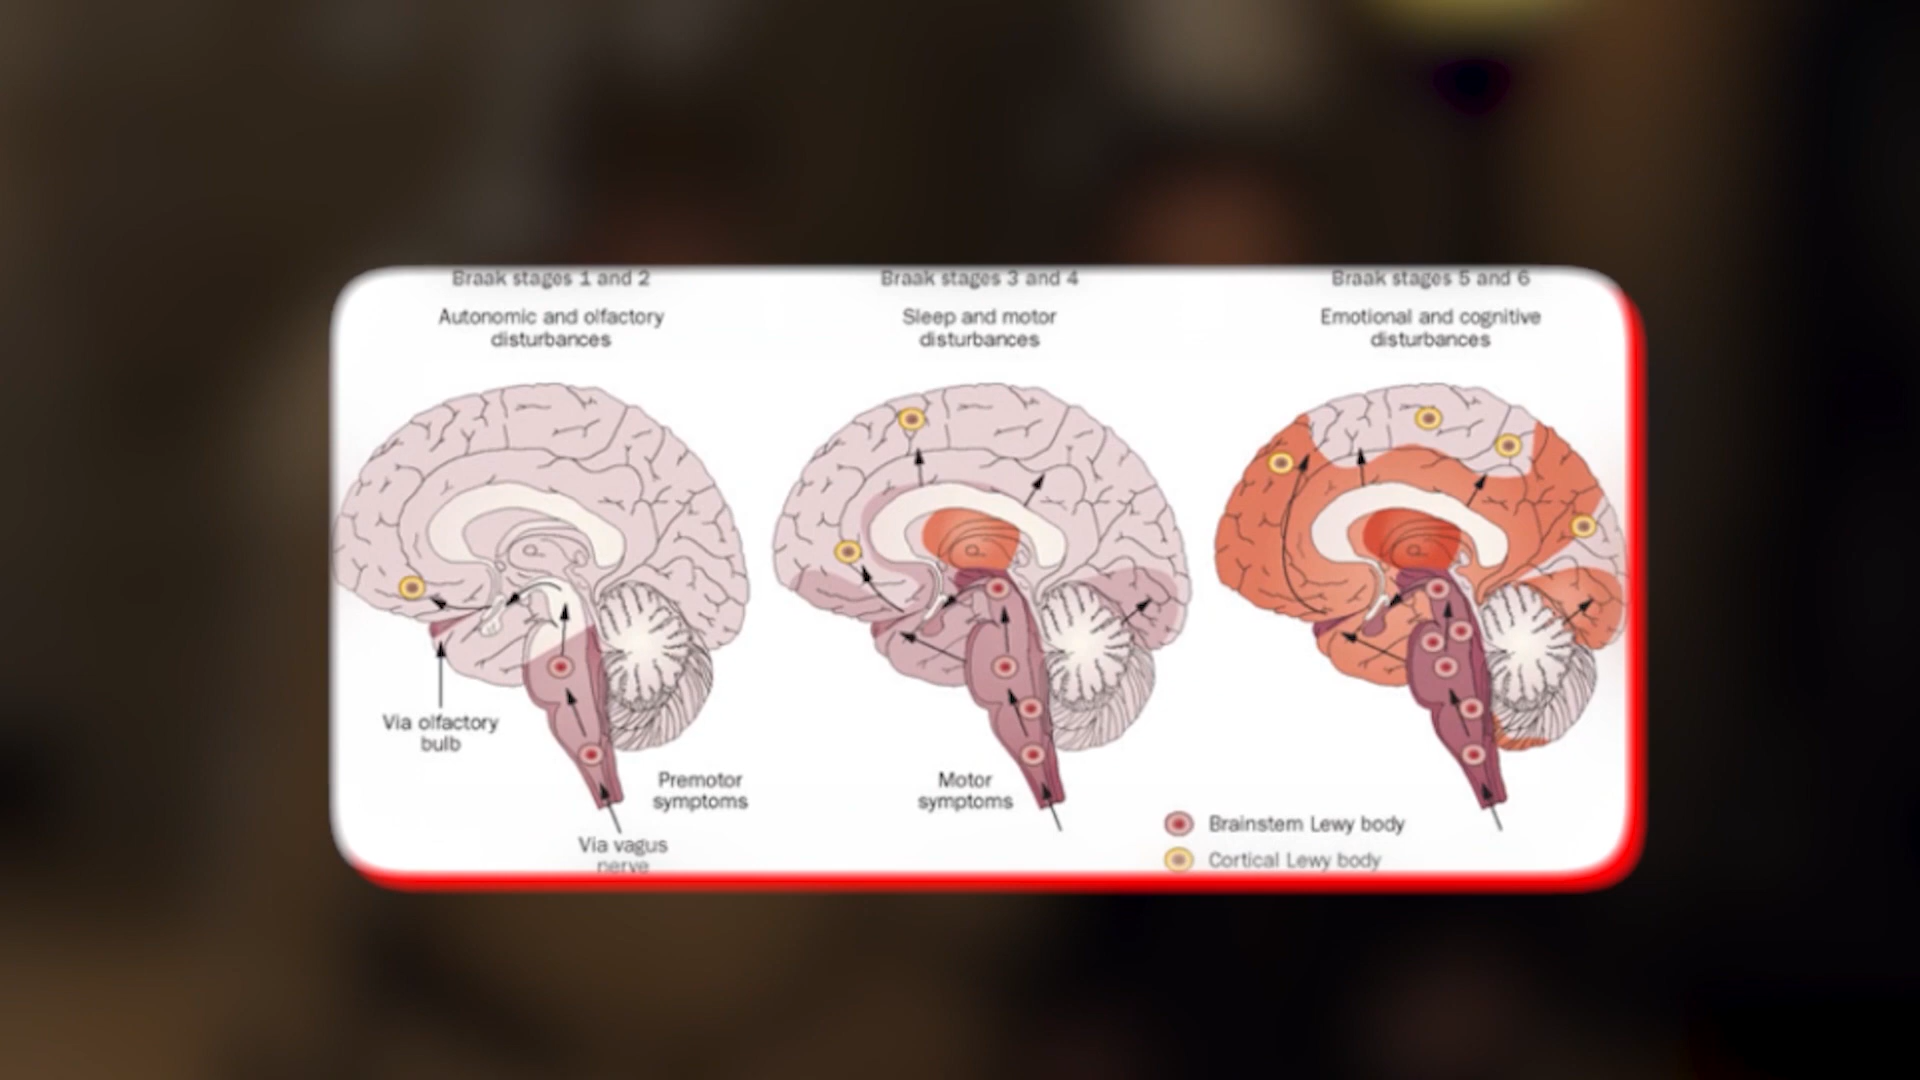 Braak stages 1 and 2
Autonomic and olfactory
disturbances
Via olfactory
bulb
Premotor
symptoms
Via vagus
nerve
Braak stages 3 and 4
Sleep and motor
disturbances
Motor
symptoms
Braak stages 5 and 6
Emotional and cognitive
disturbances
Brainstem Lewy body
Cortical Lewy body